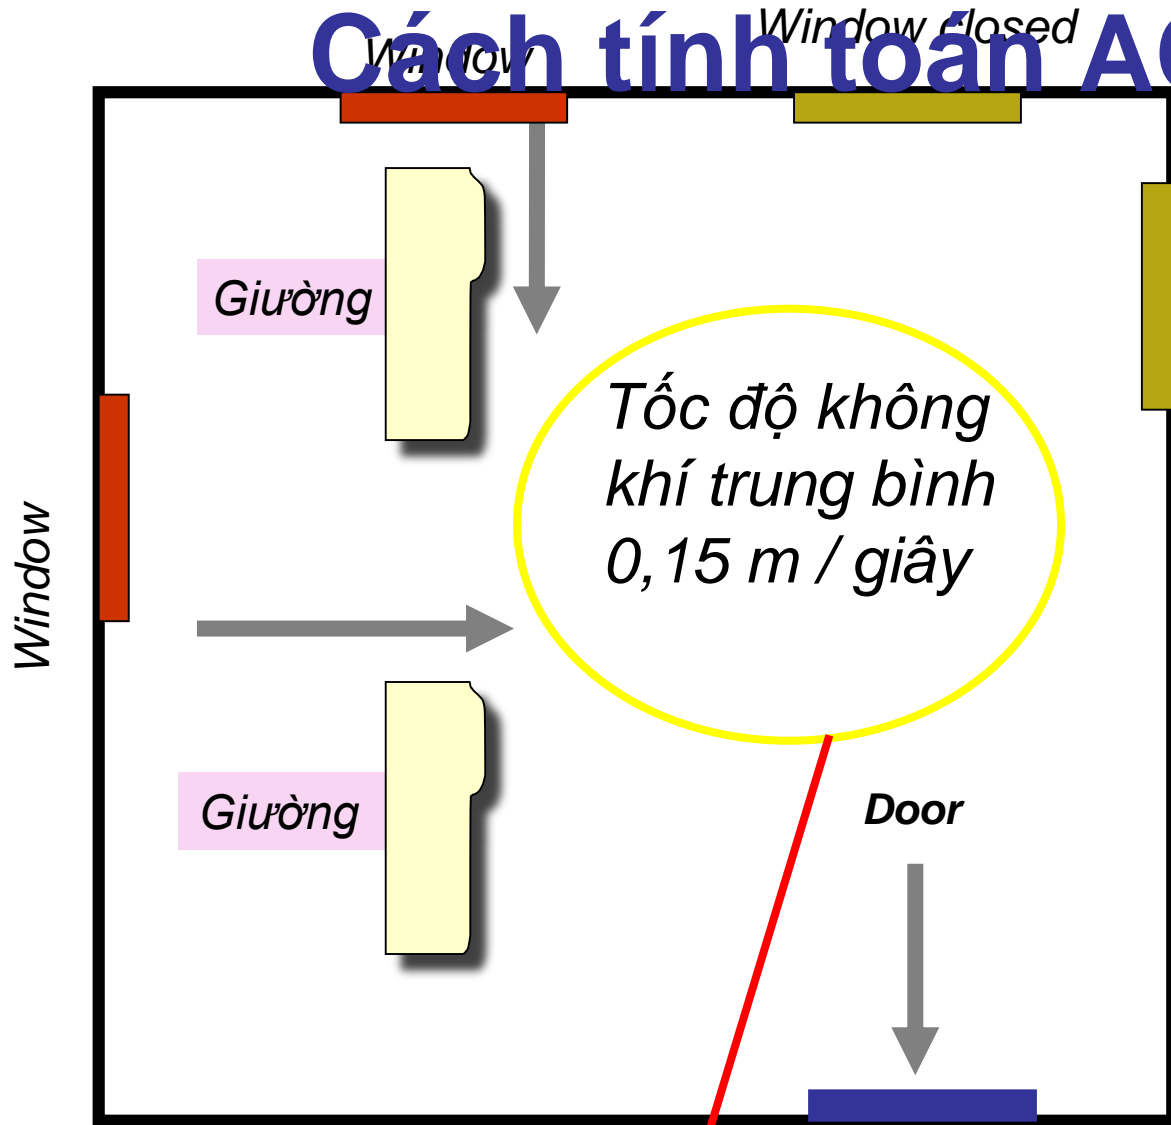 Window closed
Cách tính toán
Window
Giường
Tốc độ không
khí trung bình
0,15 m / giây
Window
Giường
Door